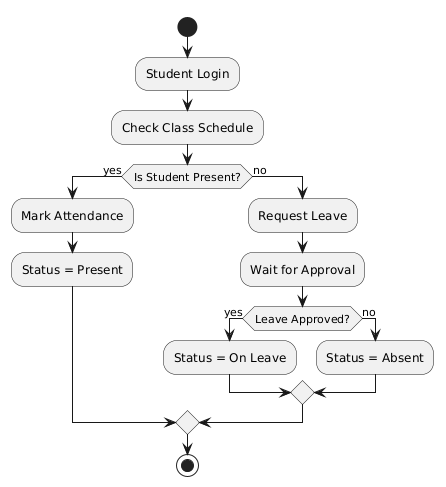 Student Login
Check Class Schedule
yes
Is Student Present?
no
Mark Attendance
Request Leave
Status = Present
Wait for Approval
yes
Leave Approved?
no
Status = On Leave
Status = Absent